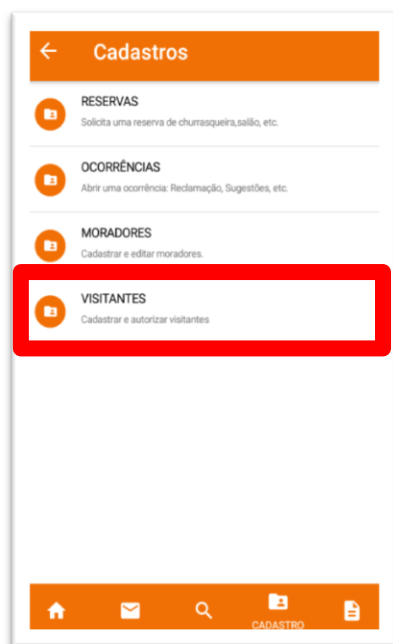 Cadastros
RESERVAS
Solicita uma reserva de churrasqueira,salão, etc.
OCORRÊNCIAS
Abrir uma ocorrência: Reclamação, Sugestões, etc.
MORADORES
Cadastrar e editar moradores.
VISITANTES
Cadastrar e autorizar visitantes
CADASTRO